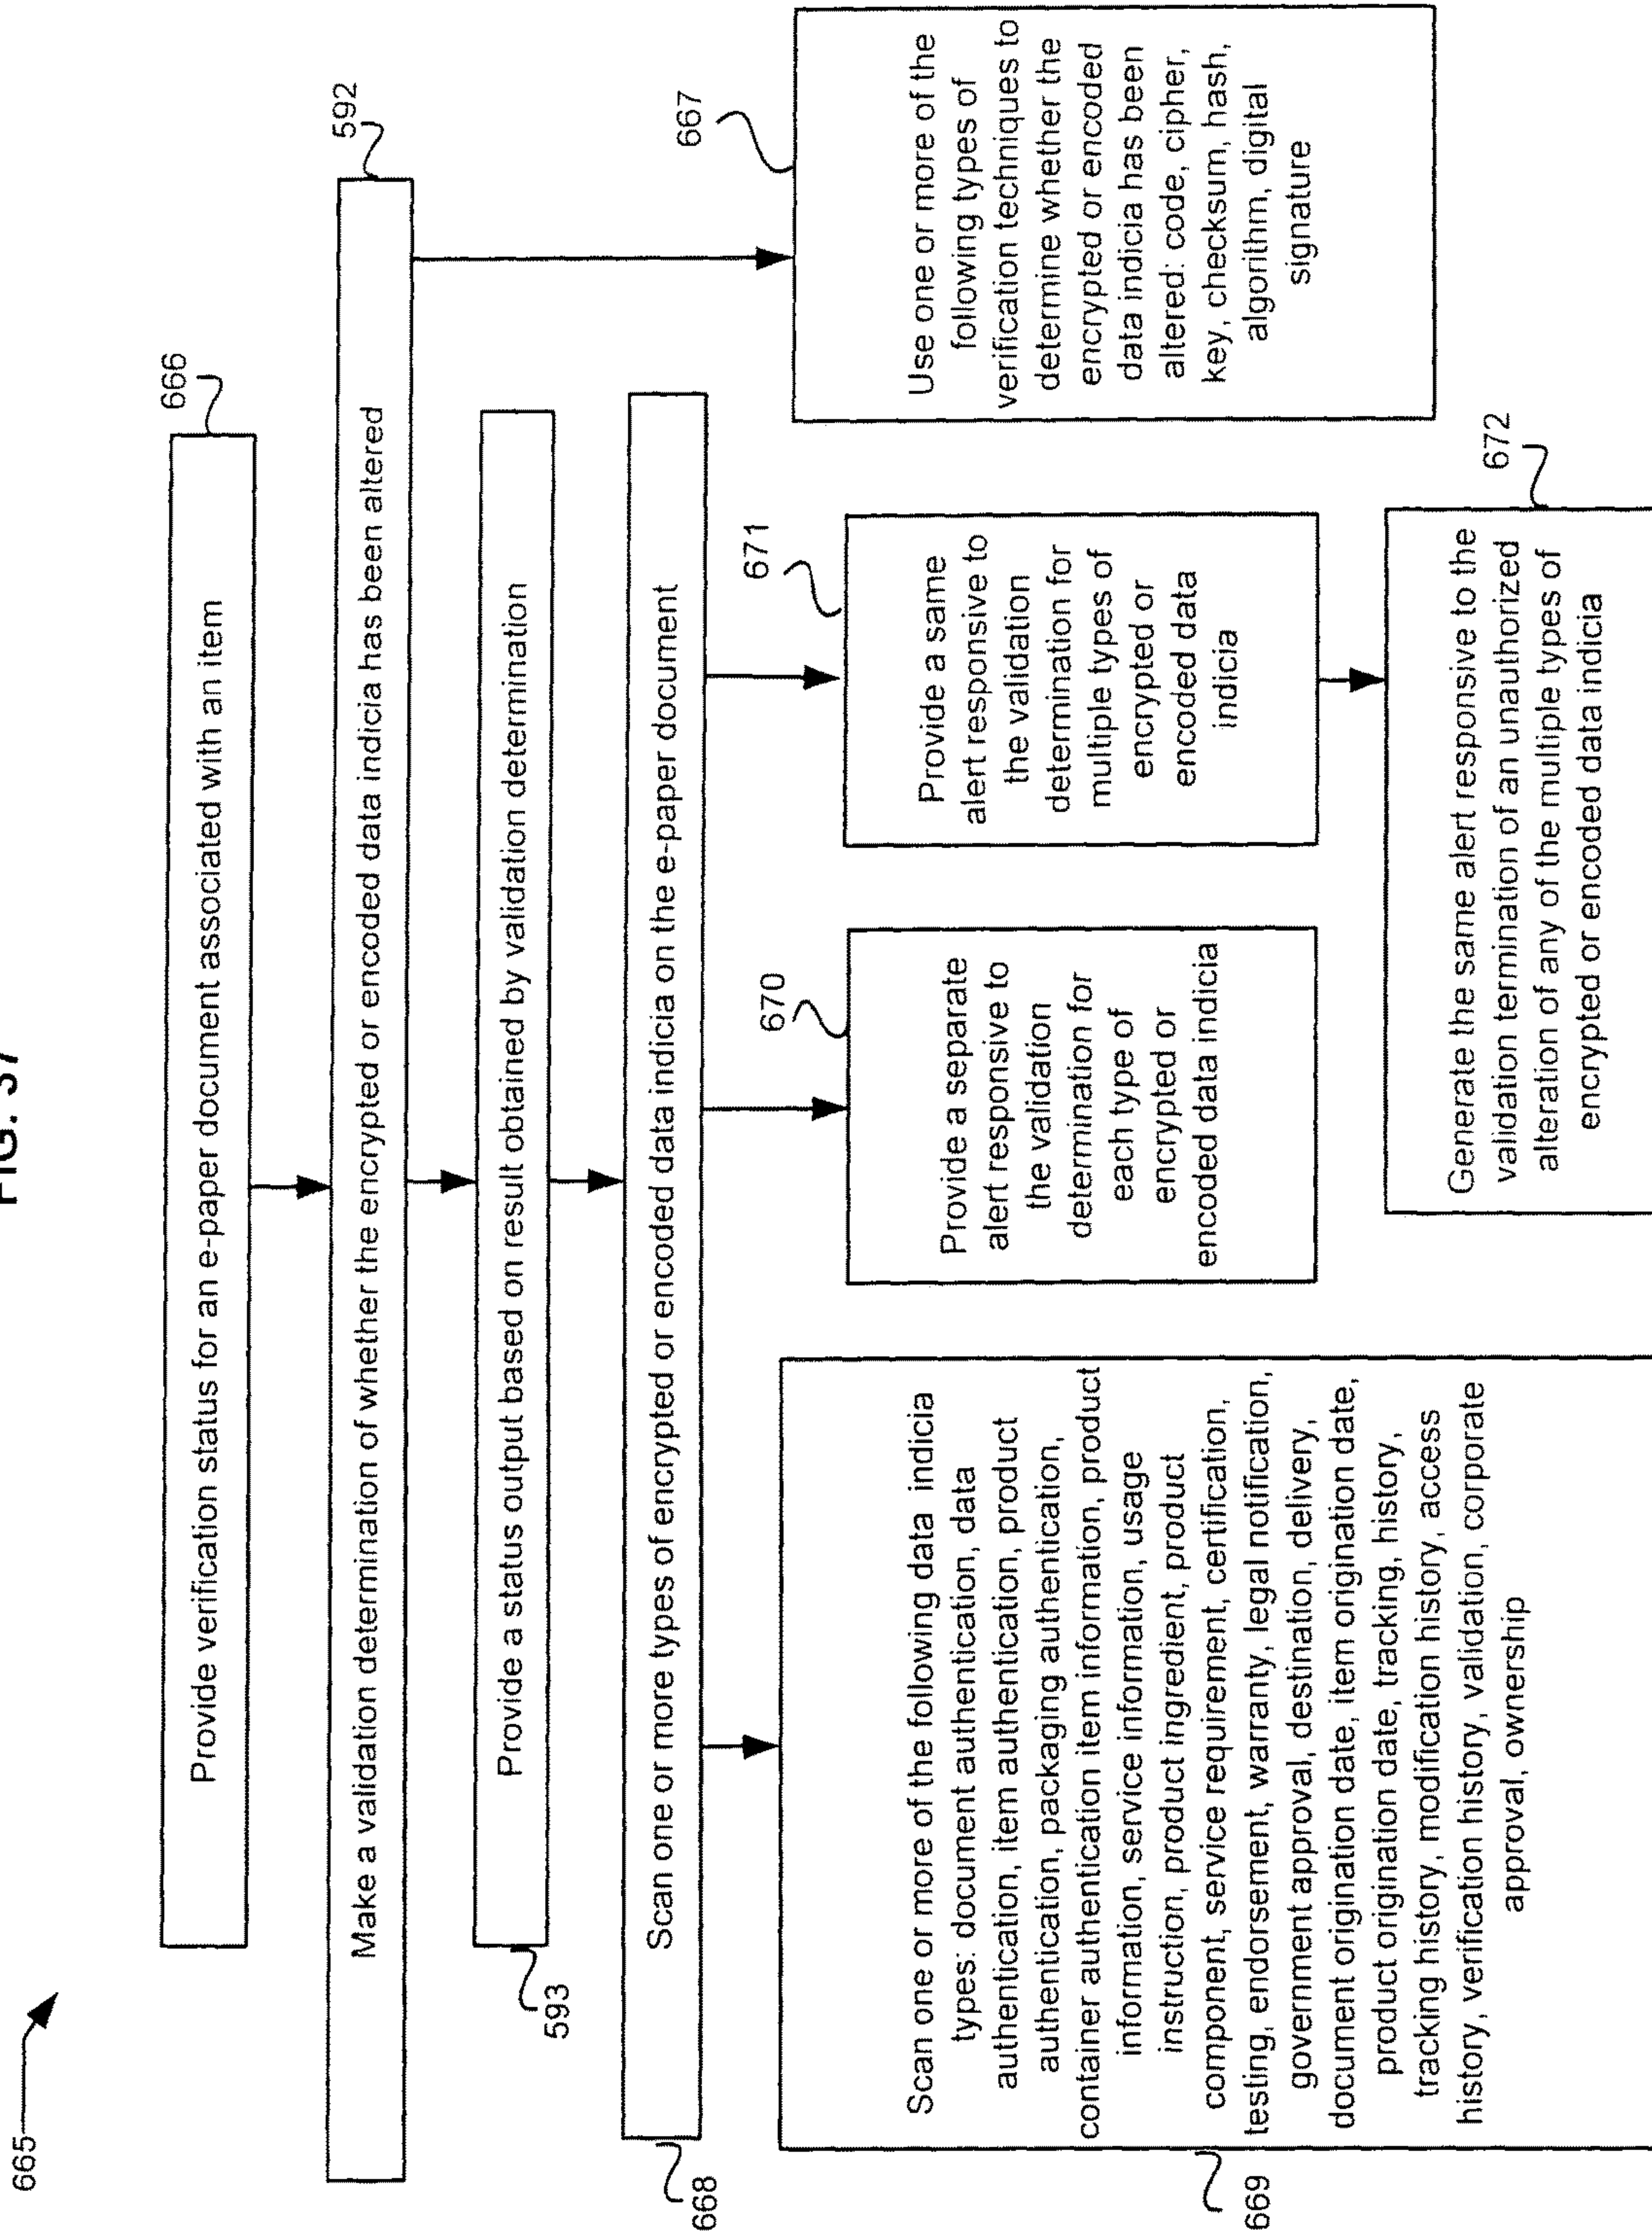 FIG. 37
665
666
Provide verification status for an e-paper document associated with an item
592
Make a validation determination of whether the encrypted or encoded data indicia has been altered
Provide a status output based on result obtained by validation determination
593
Scan one or more types of encrypted or encoded data indicia on the e-paper document
668
669
Scan one or more of the following data indicia
types: document authentication, data
authentication, item authentication, product
authentication, packaging authentication,
container authentication item information, product
information, service information, usage
instruction, product ingredient, product
component, service requirement, certification,
testing, endorsement, warranty, legal notification,
government approval, destination, delivery,
document origination date, item origination date,
product origination date, tracking, history,
tracking history, modification history, access
history, verification history, validation, corporate
approval, ownership
670
Provide a separate
alert responsive to
the validation
determination for
each type of
encrypted or
encoded data indicia
671
Provide a same
alert responsive to
the validation
determination for
multiple types of
encrypted or
encoded data
indicia
672
Generate the same alert responsive to the
validation termination of an unauthorized
alteration of any of the multiple types of
encrypted or encoded data indicia
667
Use one or more of the
following types of
verification techniques to
determine whether the
encrypted or encoded
data indicia has been
altered: code, cipher,
key, checksum, hash,
algorithm, digital
signature